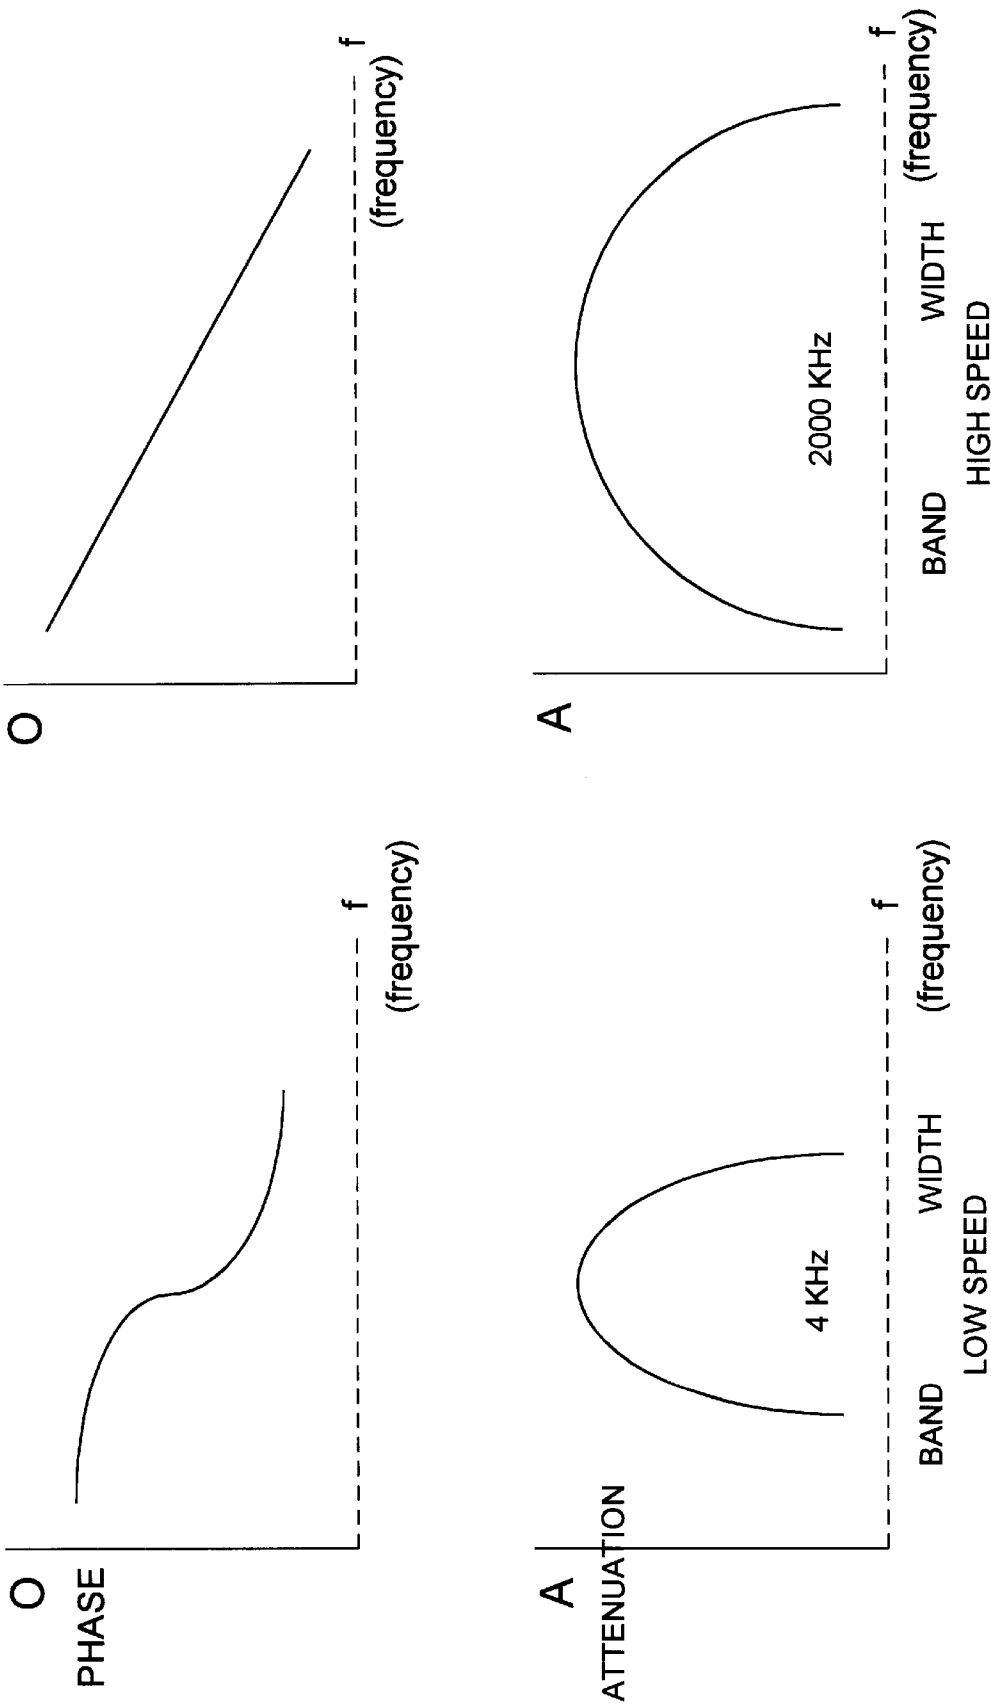 O
PHASE
f
(frequency)
O
f
(frequency)
A
ATTENUATION
4 KHz
f
BAND WIDTH (frequency)
LOW SPEED
A
2000 KHz
f
BAND WIDTH (frequency)
HIGH SPEED